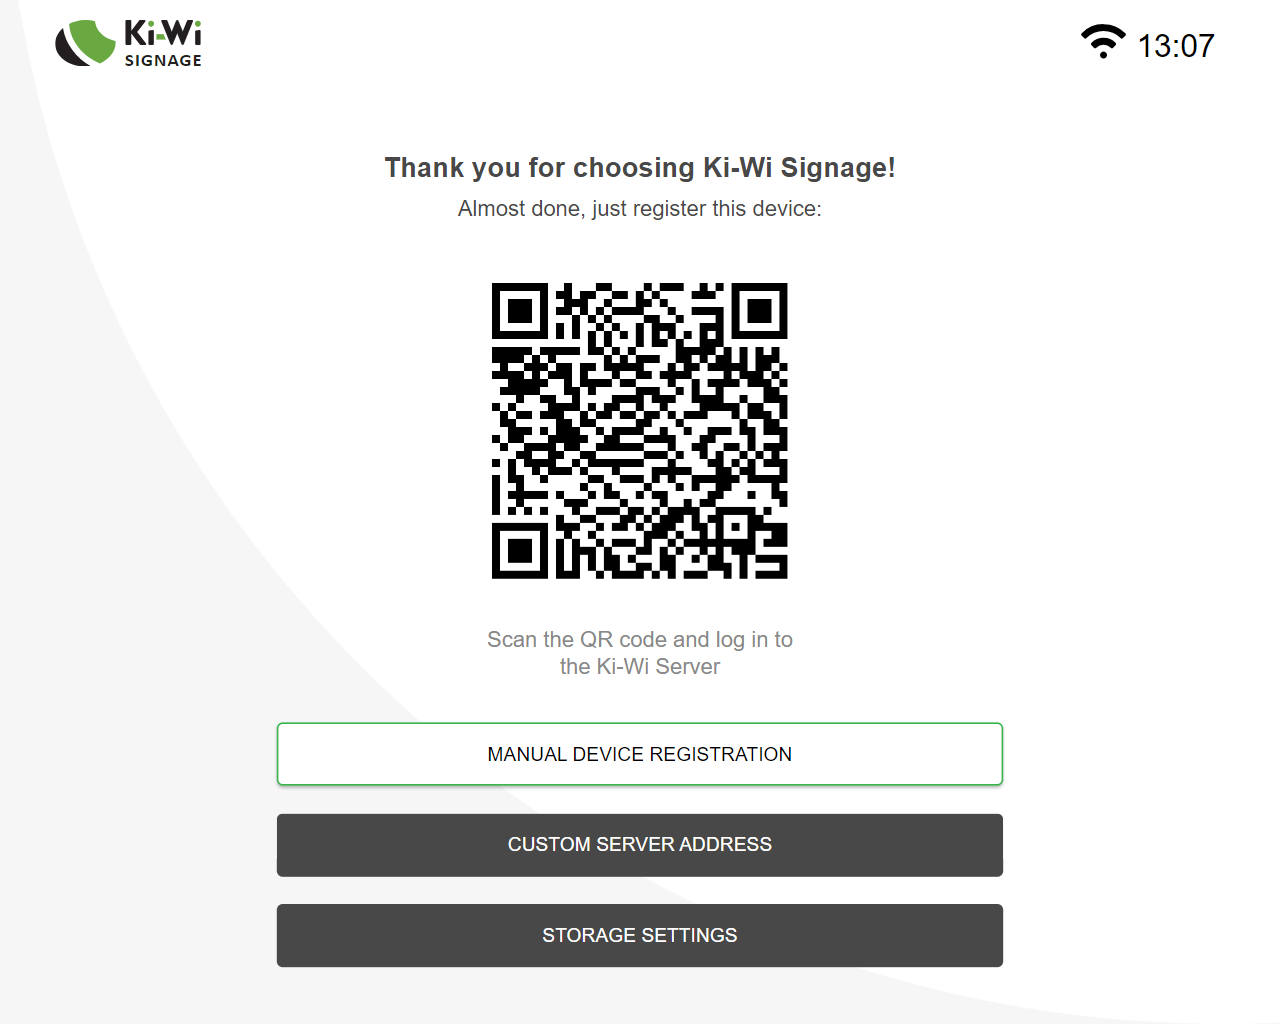 Ki-Wi
SIGNAGE
13:07
Thank you for choosing Ki-Wi Signage!
Almost done, just register this device:
Scan the QR code and log in to
the Ki-Wi Server
MANUAL DEVICE REGISTRATION
CUSTOM SERVER ADDRESS
STORAGE SETTINGS